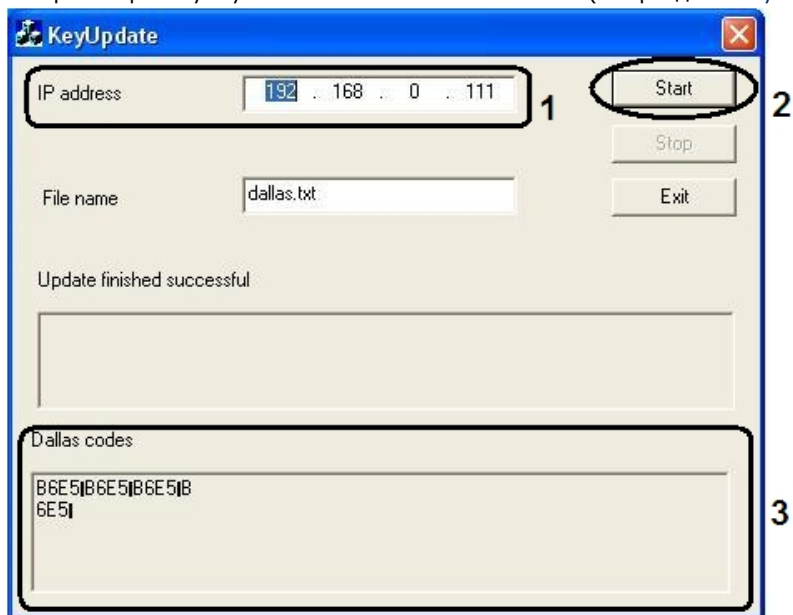 KeyUpdate
IP address 192 . 168 . 0 . 111 1 Start 2
Stop
File name dallas.txt Exit
Update finished successful
Dallas codes
B6E5|B6E5|B6E5|B
6E5|
3